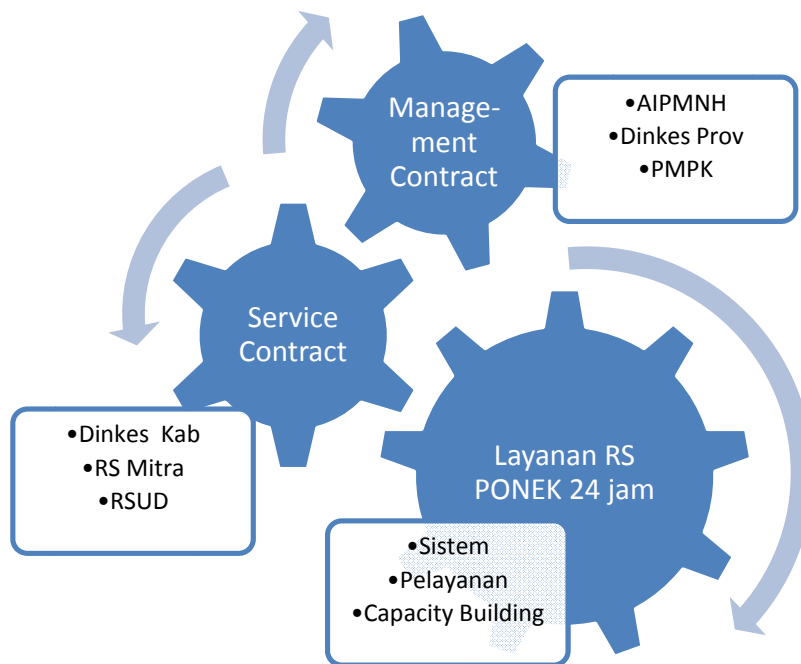 Manage-
ment
Contract
•AIPMNH
•Dinkes Prov
•PMPK
Service
Contract
•Dinkes  Kab
•RS Mitra
•RSUD
Layanan RS
PONEK 24 jam
•Sistem
•Pelayanan
•Capacity Building